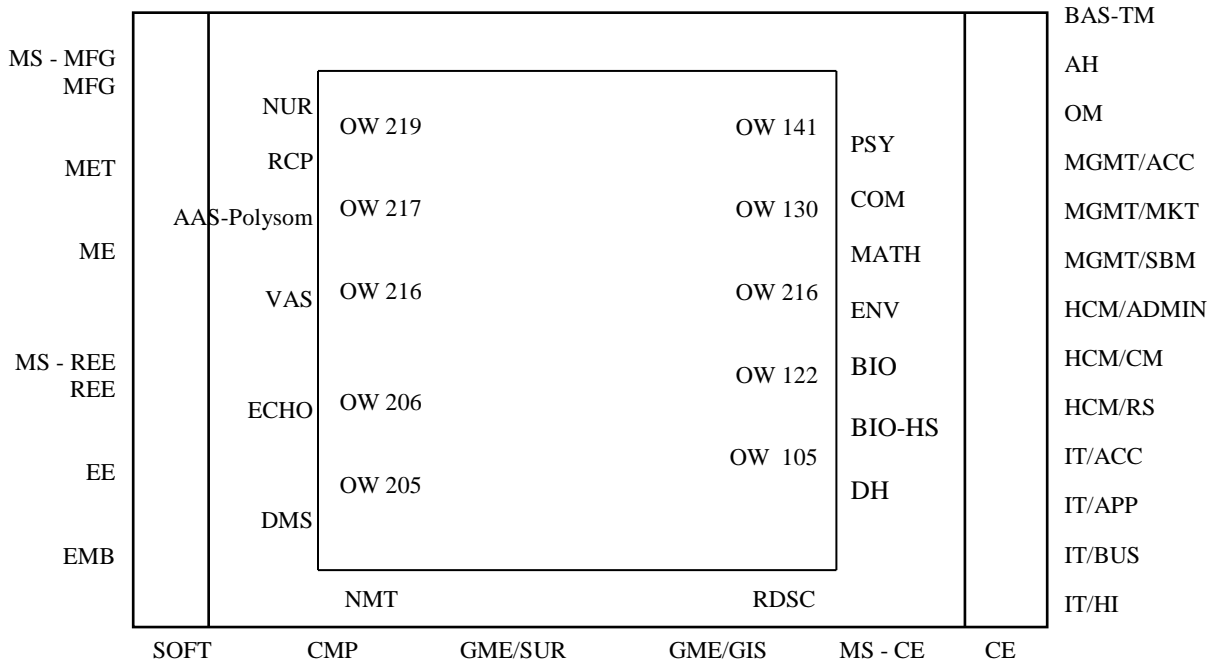 BAS-TM
MS - MFG
MFG
AH
NUR
OW 219
OW 141
OM
RCP
PSY
MET
MGMT/ACC
AAS-Polysom
OW 217
OW 130
COM
MGMT/MKT
ME
MATH
MGMT/SBM
VAS
OW 216
OW 216
ENV
HCM/ADMIN
MS - REE
REE
OW 122
BIO
HCM/CM
ECHO
OW 206
BIO-HS
HCM/RS
EE
OW 205
OW 105
DH
IT/ACC
DMS
IT/APP
EMB
IT/BUS
NMT
RDSC
IT/HI
SOFT
CMP
GME/SUR
GME/GIS
MS - CE
CE